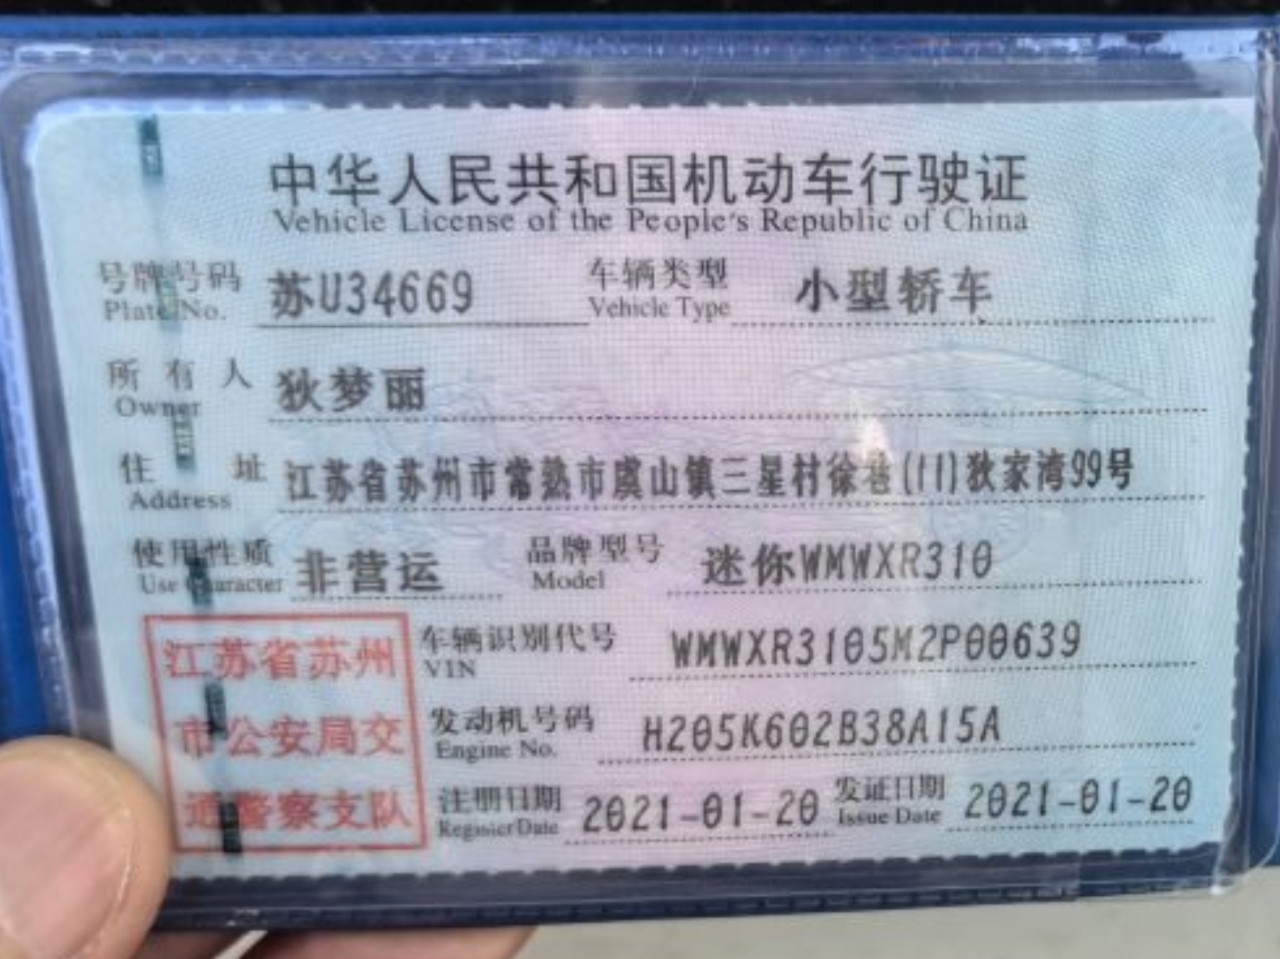 中华人民共和国机动车行驶证
Vehicle License of the People's Republic of China
号牌号码 苏U34669 车辆类型 小型轿车
Plate No. Vehicle Type
所有人 狄梦丽
Owner
住址 江苏省苏州市常熟市虞山镇三星村徐巷(11)狄家湾99号
Address
使用性质 非营运 品牌型号 迷你WMWXR310
Use Character Model
江苏省苏州
市公安局交
通警察支队
车辆识别代号 WMWXR3105M2P00639
VIN
发动机号码 H205K602B38A15A
Engine No.
注册日期 2021-01-20 发证日期 2021-01-20
Register Date Issue Date